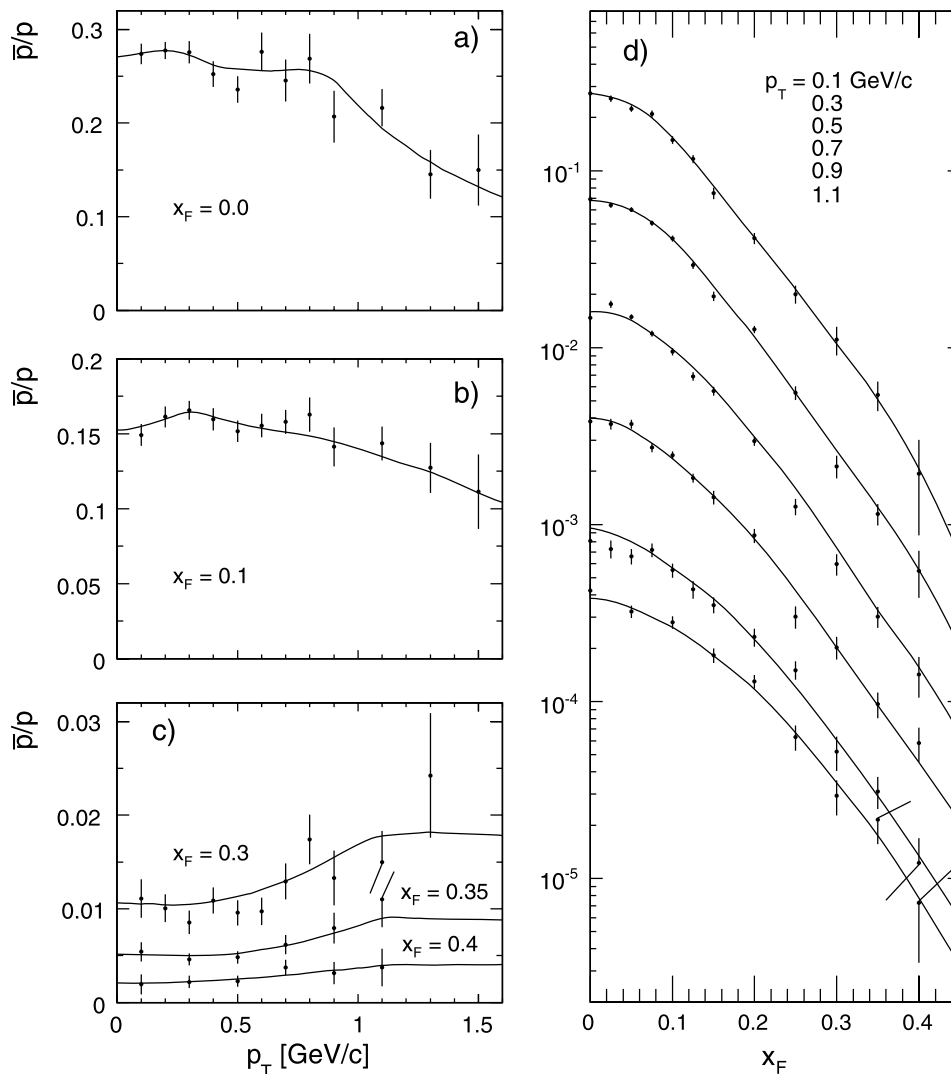 p̅/p
0.3
0.2
0.1
0
a)
x_F = 0.0
p̅/p
0.2
0.15
0.1
0.05
0
b)
x_F = 0.1
p̅/p
0.03
0.02
0.01
0
c)
x_F = 0.3
x_F = 0.35
x_F = 0.4
0 0.5 1 1.5
p_T [GeV/c]
d)
p_T = 0.1 GeV/c
0.3
0.5
0.7
0.9
1.1
10^-1
10^-2
10^-3
10^-4
10^-5
0 0.1 0.2 0.3 0.4
x_F